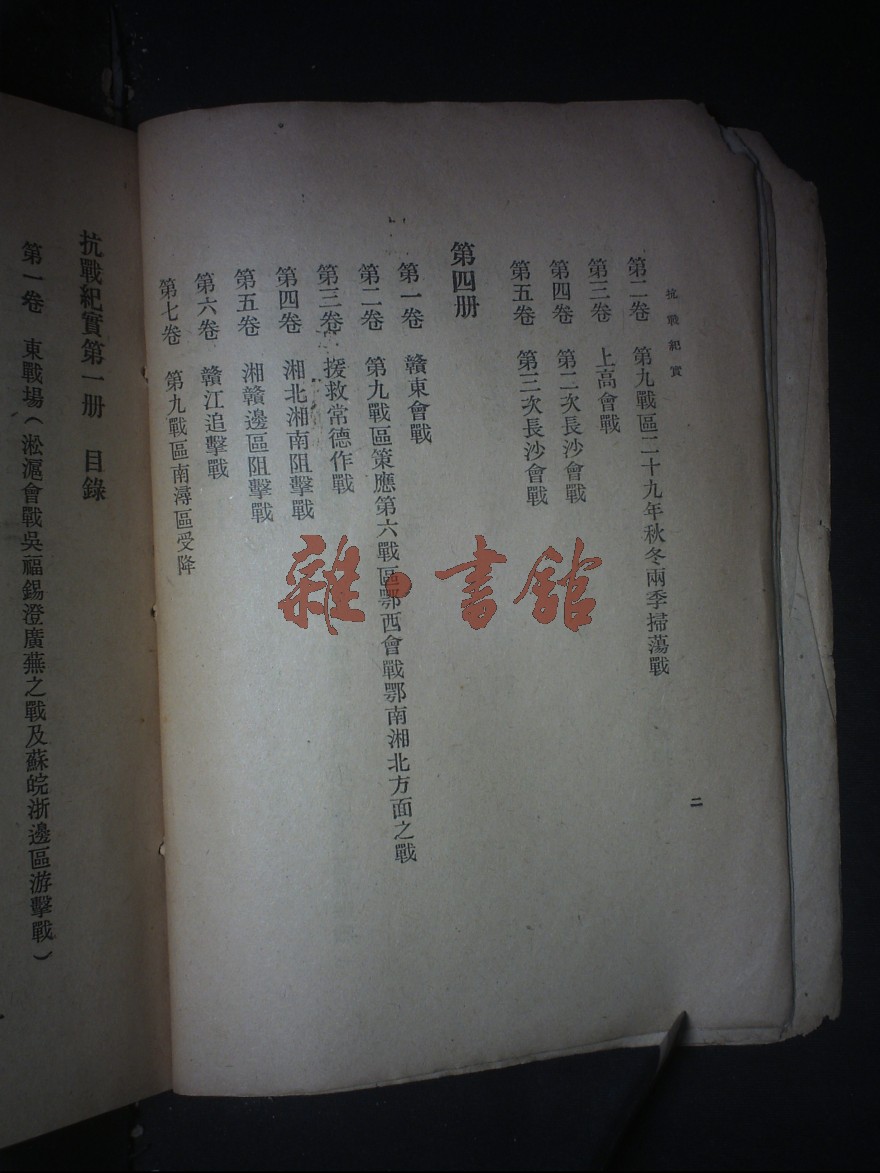 抗戰紀實
第二卷　第九戰區二十九年秋冬兩季掃蕩戰
第三卷　上高會戰
第四卷　第二次長沙會戰
第五卷　第三次長沙會戰
第四册
第一卷　贛東會戰
第二卷　第九戰區策應第六戰區鄂西會戰鄂南湘北方面之戰
第三卷　援救常德作戰
第四卷　湘北湘南阻擊戰
第五卷　湘贛邊區阻擊戰
第六卷　贛江追擊戰
第七卷　第九戰區南潯區受降
二
抗戰紀實第一册　目錄
第一卷　東戰場（淞滬會戰吳福錫澄廣蕪之戰及蘇皖浙邊區游擊戰）
雜·書館